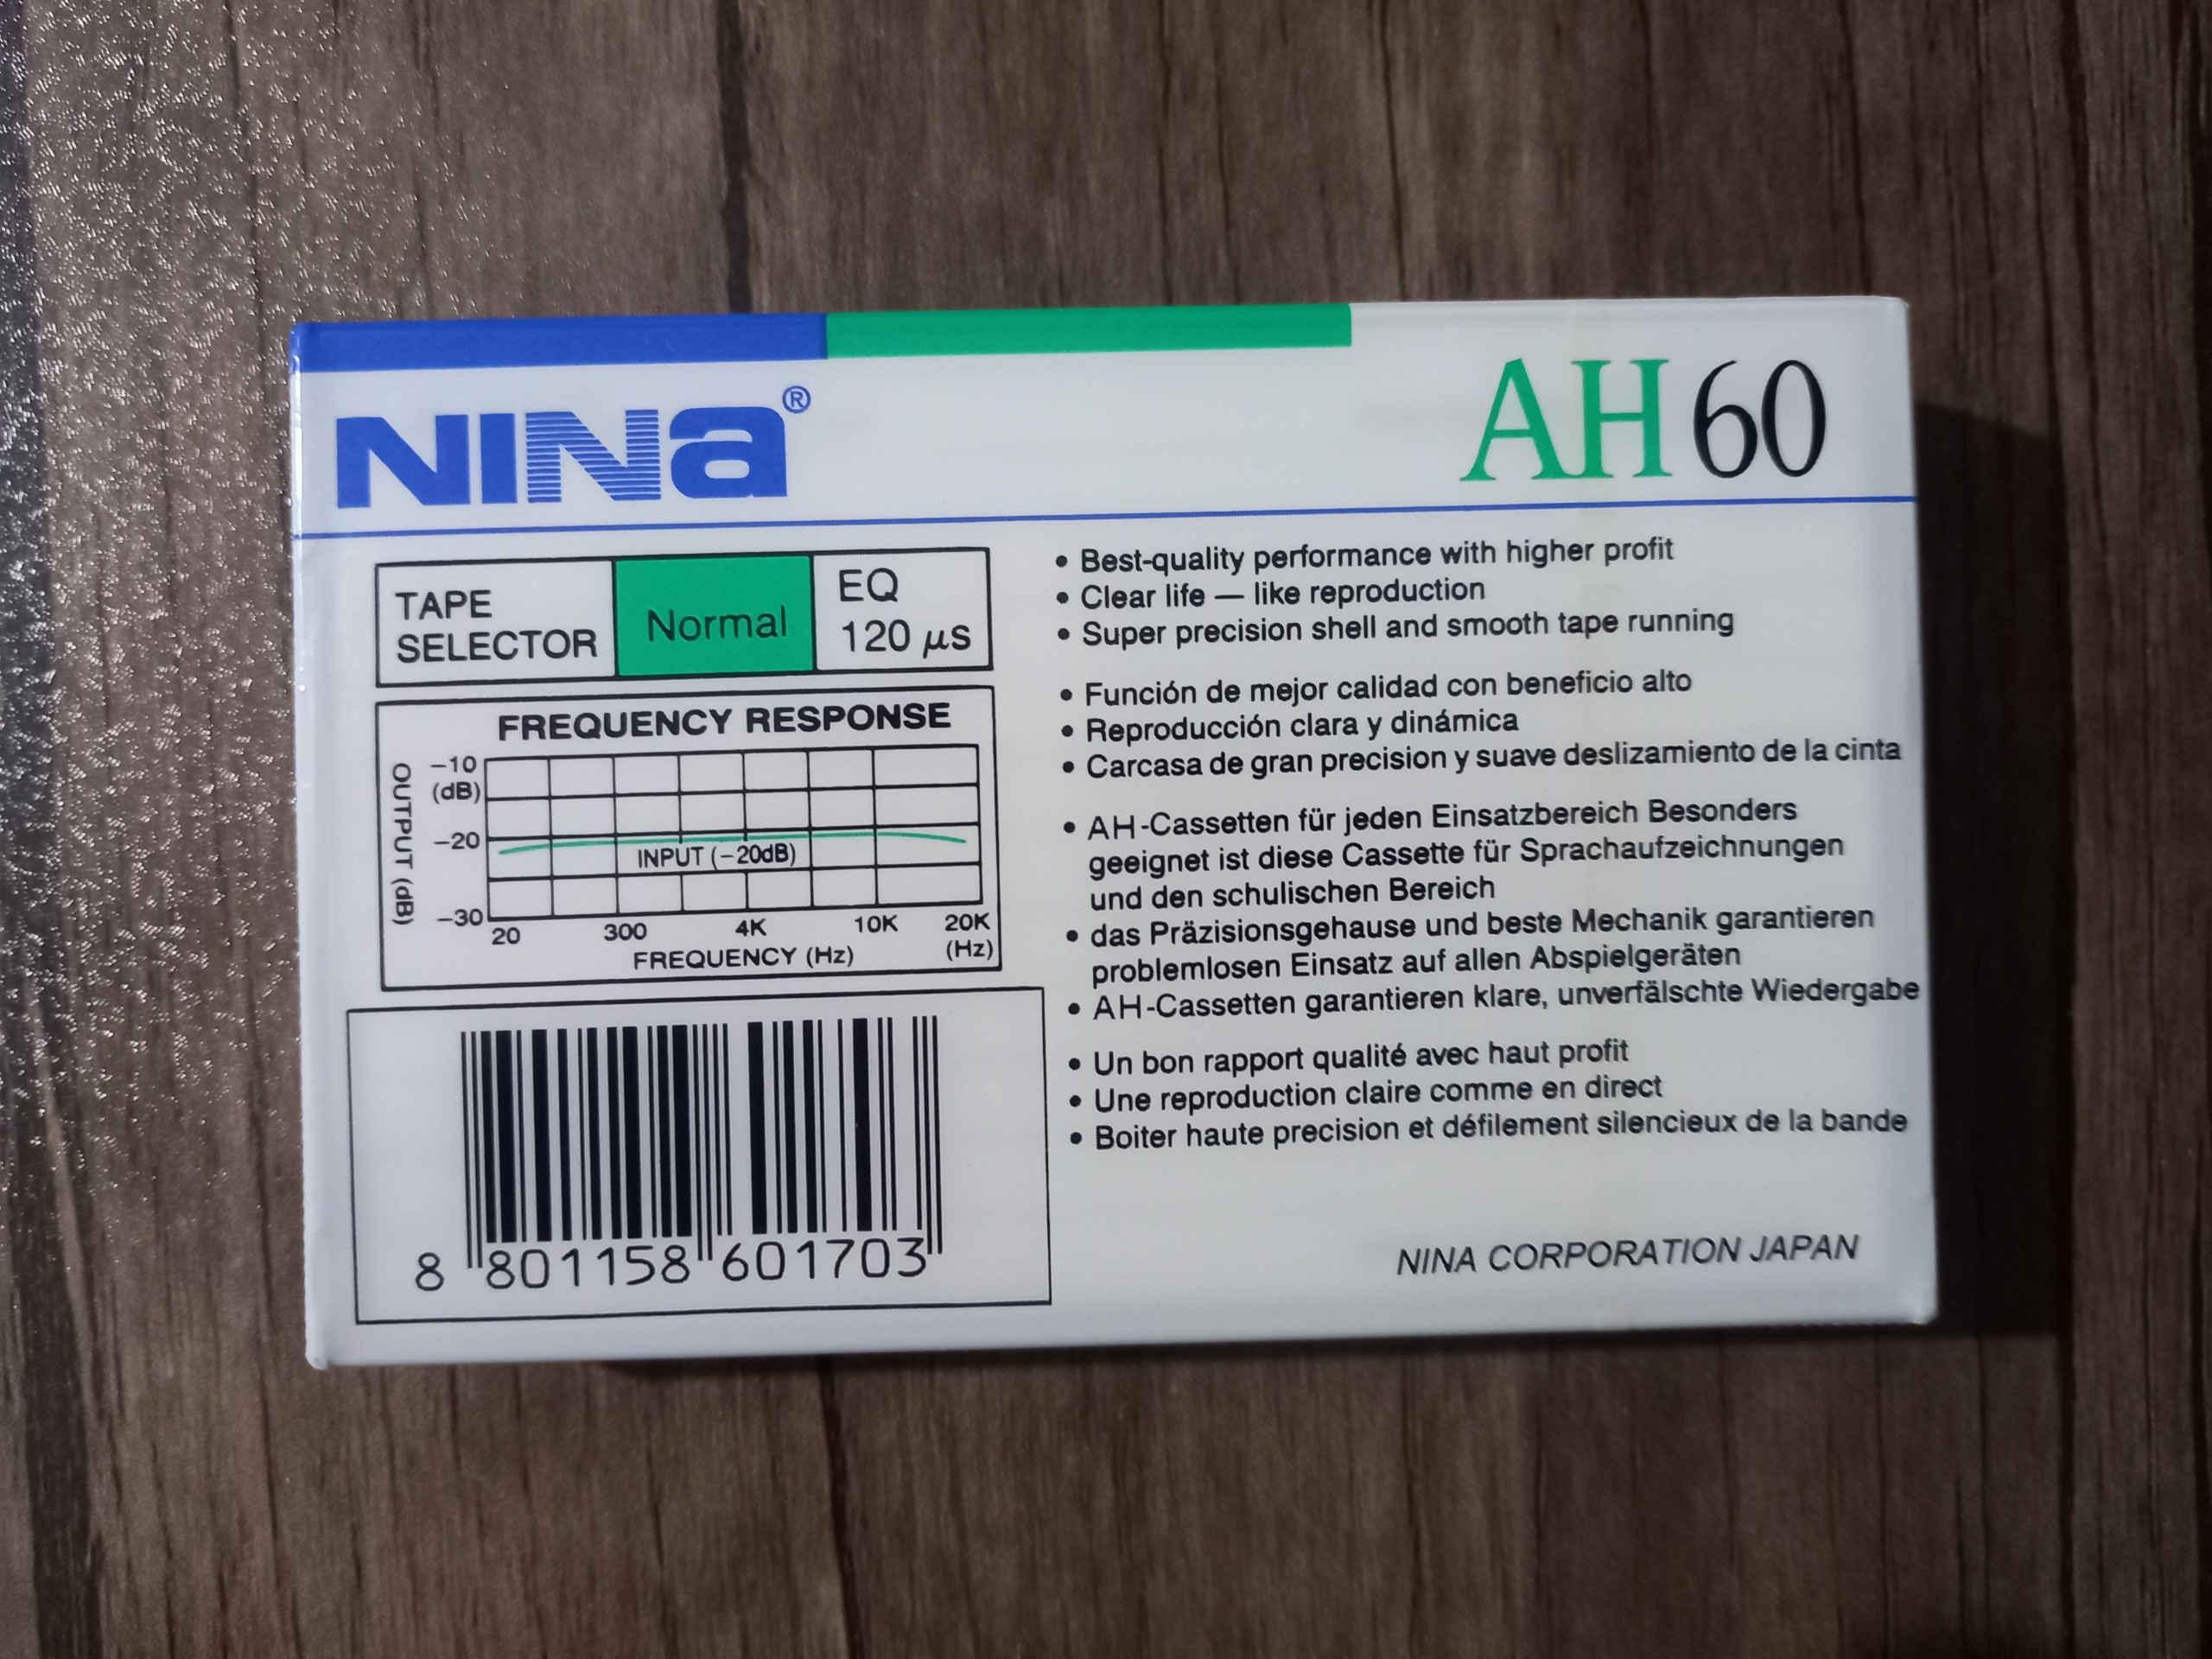 NINa®
AH60
TAPE SELECTOR
Normal
EQ
120 µs
FREQUENCY RESPONSE
OUTPUT (dB)
-10
(dB)
-20
-30
INPUT (-20dB)
20 300 4K 10K 20K
FREQUENCY (Hz) (Hz)
8 801158 601703
• Best-quality performance with higher profit
• Clear life — like reproduction
• Super precision shell and smooth tape running
• Función de mejor calidad con beneficio alto
• Reproducción clara y dinámica
• Carcasa de gran precision y suave deslizamiento de la cinta
• AH-Cassetten für jeden Einsatzbereich Besonders
geeignet ist diese Cassette für Sprachaufzeichnungen
und den schulischen Bereich
• das Präzisionsgehause und beste Mechanik garantieren
problemlosen Einsatz auf allen Abspielgeräten
• AH-Cassetten garantieren klare, unverfälschte Wiedergabe
• Un bon rapport qualité avec haut profit
• Une reproduction claire comme en direct
• Boiter haute precision et défilement silencieux de la bande
NINA CORPORATION JAPAN